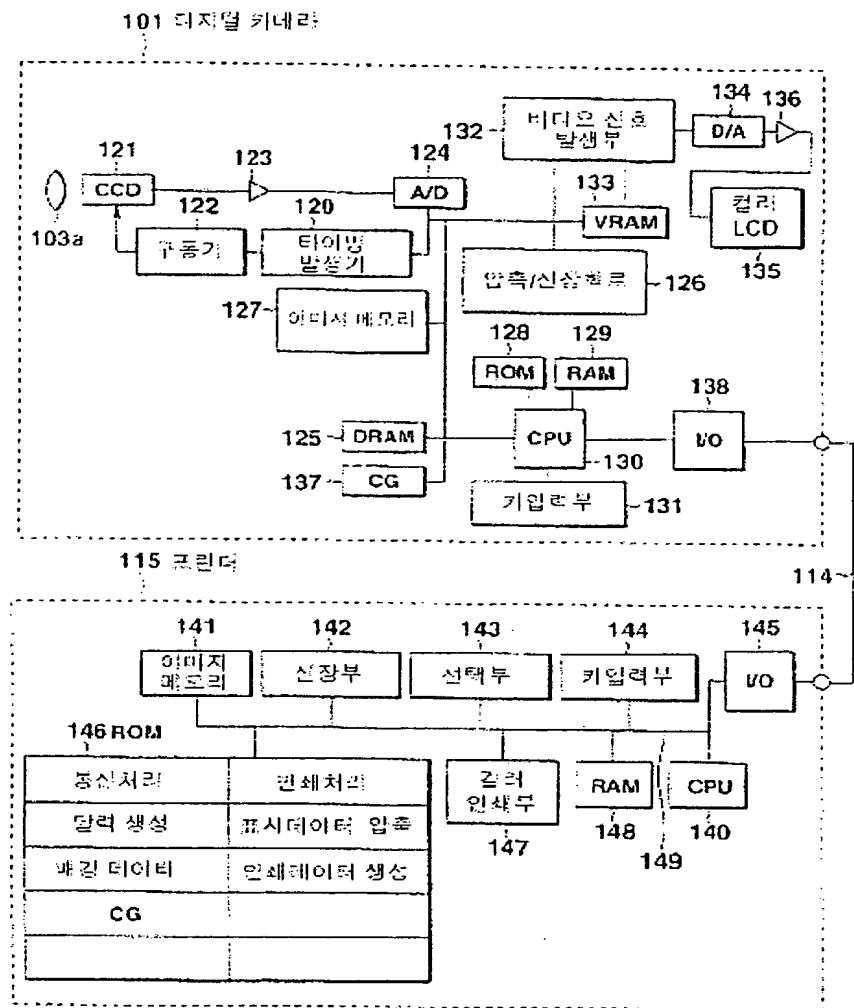 101 디지털 카메라
134
136
132
비디오 신호
발생부
D/A
121
123
124
CCD
A/D
133
VRAM
컬러
LCD
135
103a
122
120
구동기
타이밍
발생기
압축/신장회로
126
127
이미지 메모리
128
129
ROM
RAM
138
125
DRAM
CPU
I/O
130
137
CG
키입력부
131
115 프린터
114
141
142
143
144
145
이미지
메모리
신장부
선택부
키입력부
I/O
146 ROM
통신처리
인쇄처리
달력 생성
표시데이터 압축
배경 데이터
인쇄데이터 생성
CG
컬러
인쇄부
147
RAM
148
CPU
140
149